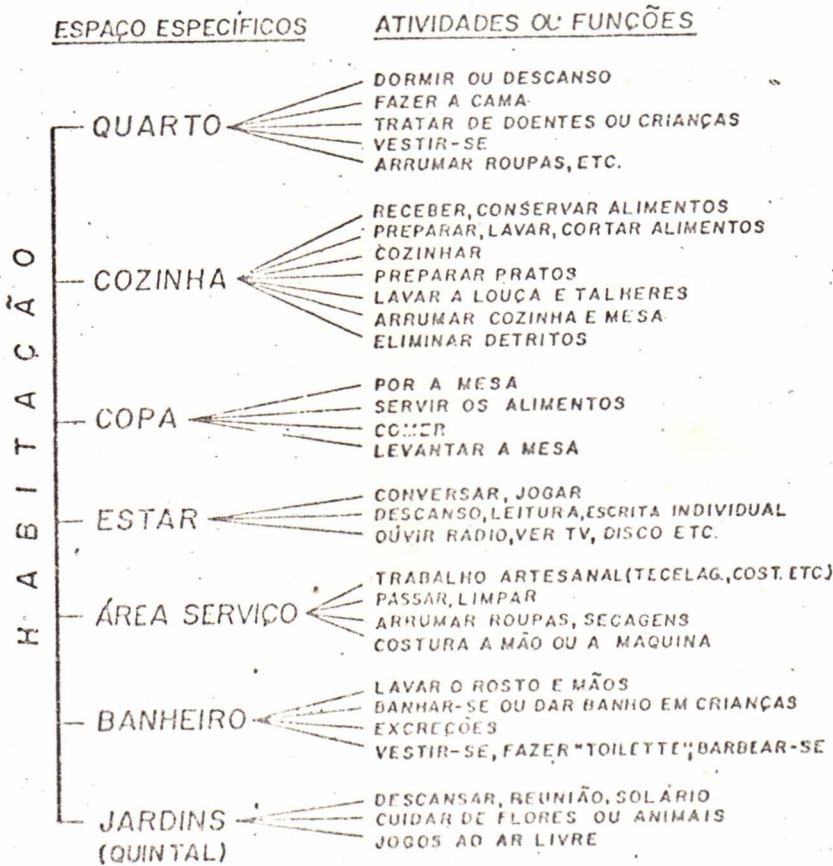 ESPAÇO ESPECÍFICOS
ATIVIDADES OU FUNÇÕES
HABITAÇÃO
QUARTO
DORMIR OU DESCANSO
FAZER A CAMA
TRATAR DE DOENTES OU CRIANÇAS
VESTIR-SE
ARRUMAR ROUPAS, ETC.
COZINHA
RECEBER, CONSERVAR ALIMENTOS
PREPARAR, LAVAR, CORTAR ALIMENTOS
COZINHAR
PREPARAR PRATOS
LAVAR A LOUÇA E TALHERES
ARRUMAR COZINHA E MESA
ELIMINAR DETRITOS
COPA
POR A MESA
SERVIR OS ALIMENTOS
COMER
LEVANTAR A MESA
ESTAR
CONVERSAR, JOGAR
DESCANSO, LEITURA, ESCRITA INDIVIDUAL
OÚVIR RÁDIO, VER TV, DISCO ETC.
ÁREA SERVIÇO
TRABALHO ARTESANAL (TECELAG., COST. ETC)
PASSAR, LIMPAR
ARRUMAR ROUPAS, SECAGENS
COSTURA A MÃO OU A MAQUINA
BANHEIRO
LAVAR O ROSTO E MÃOS
BANHAR-SE OU DAR BANHO EM CRIANÇAS
EXCREÇÕES
VESTIR-SE, FAZER "TOILETTE", BARBEAR-SE
JARDINS
(QUINTAL)
DESCANSAR, REUNIÃO, SOLÁRIO
CUIDAR DE FLORES OU ANIMAIS
JOGOS AO AR LIVRE